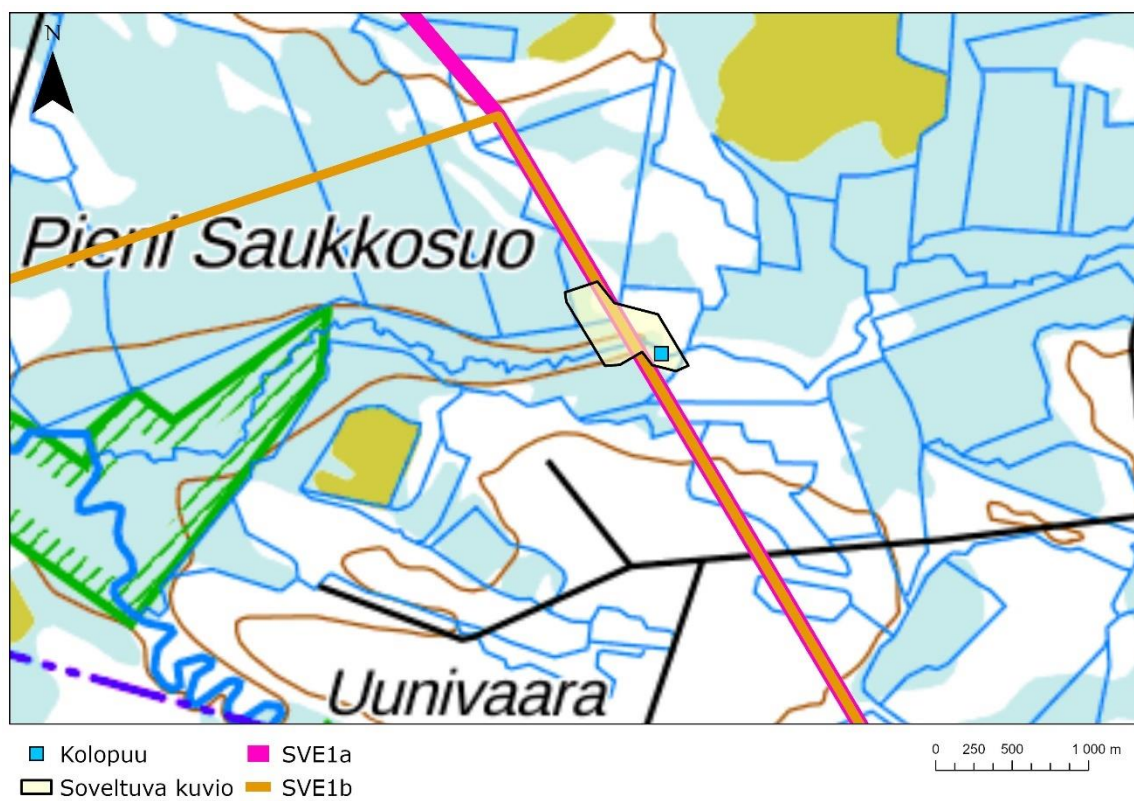 N
Pieni Saukkosuo
Uunivaara
Kolopuu
SVE1a
Soveltuva kuvio
SVE1b
0 250 500 1 000 m